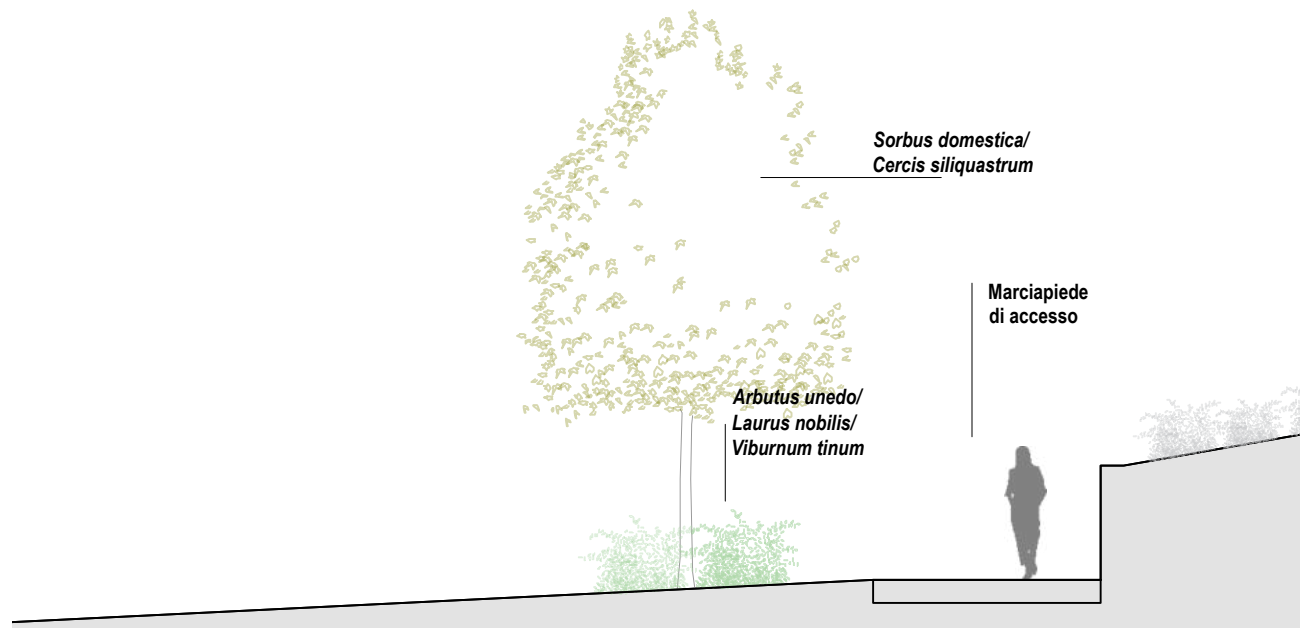 Sorbus domestica/
Cercis siliquastrum
Marciapiede
di accesso
Arbutus unedo/
Laurus nobilis/
Viburnum tinum